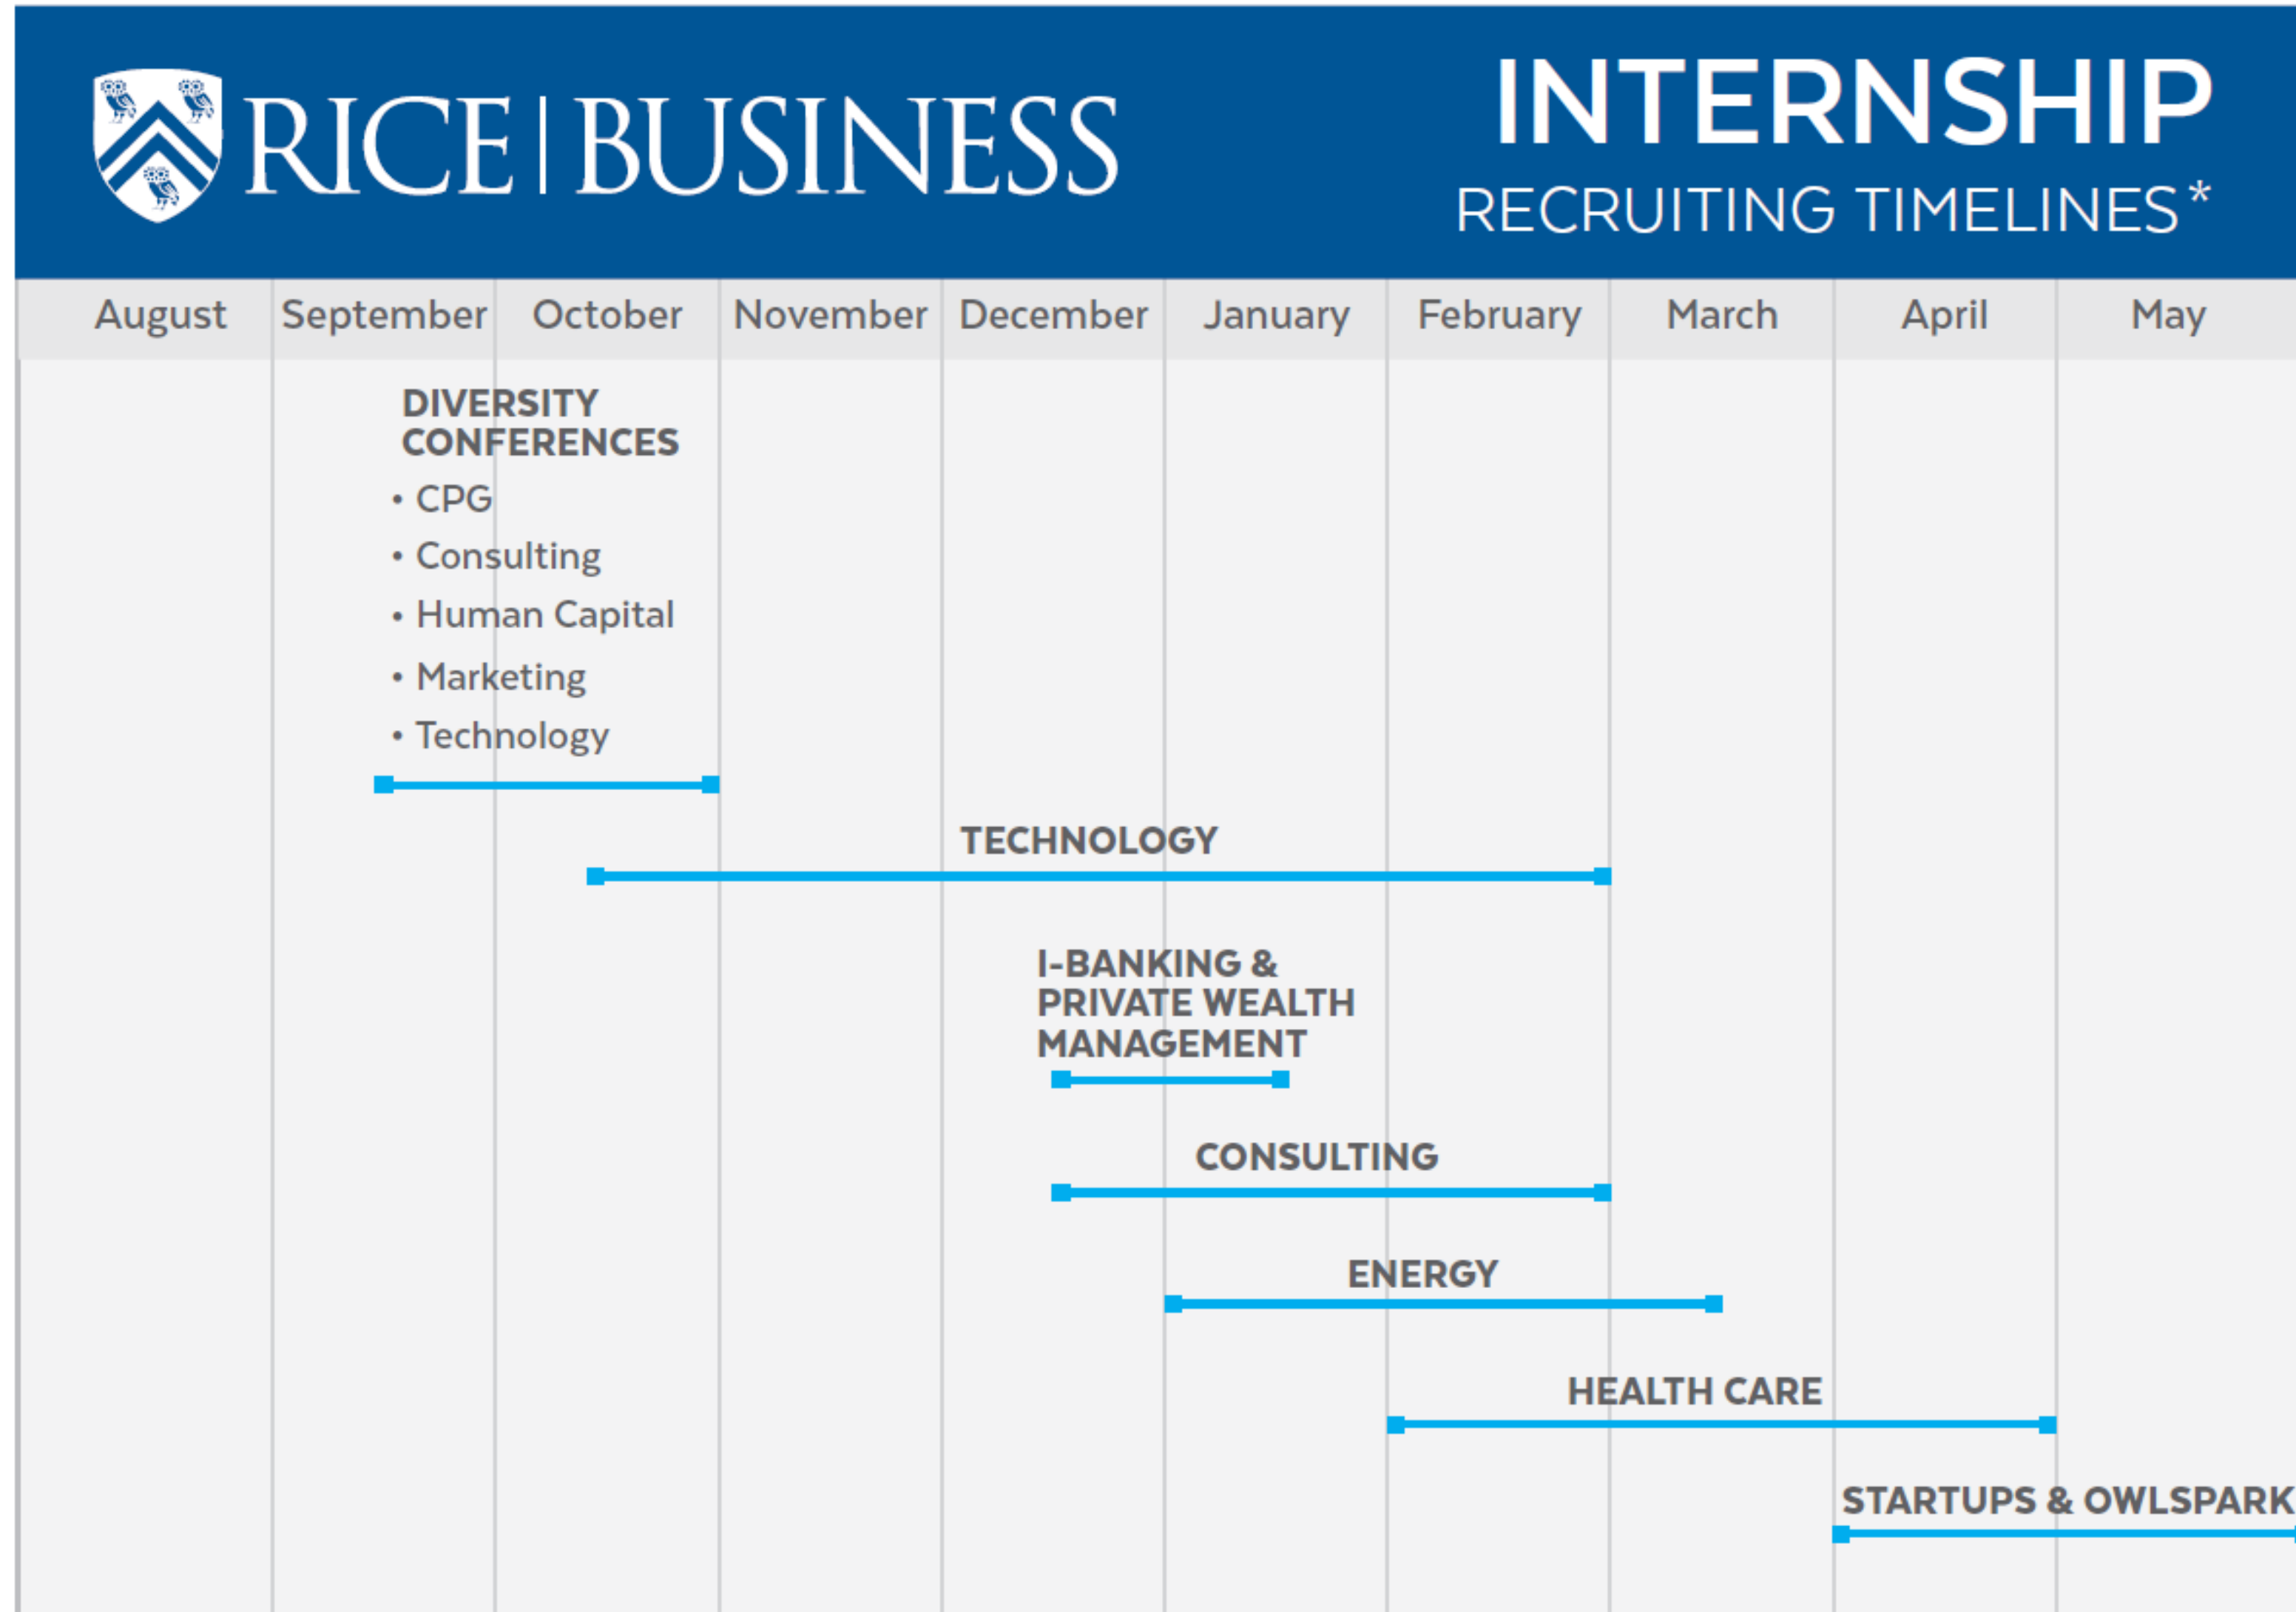 RICE | BUSINESS
INTERNSHIP
RECRUITING TIMELINES*
August September October November December January February March April May
DIVERSITY
CONFERENCES
• CPG
• Consulting
• Human Capital
• Marketing
• Technology
TECHNOLOGY
I-BANKING &
PRIVATE WEALTH
MANAGEMENT
CONSULTING
ENERGY
HEALTH CARE
STARTUPS & OWLSPARK